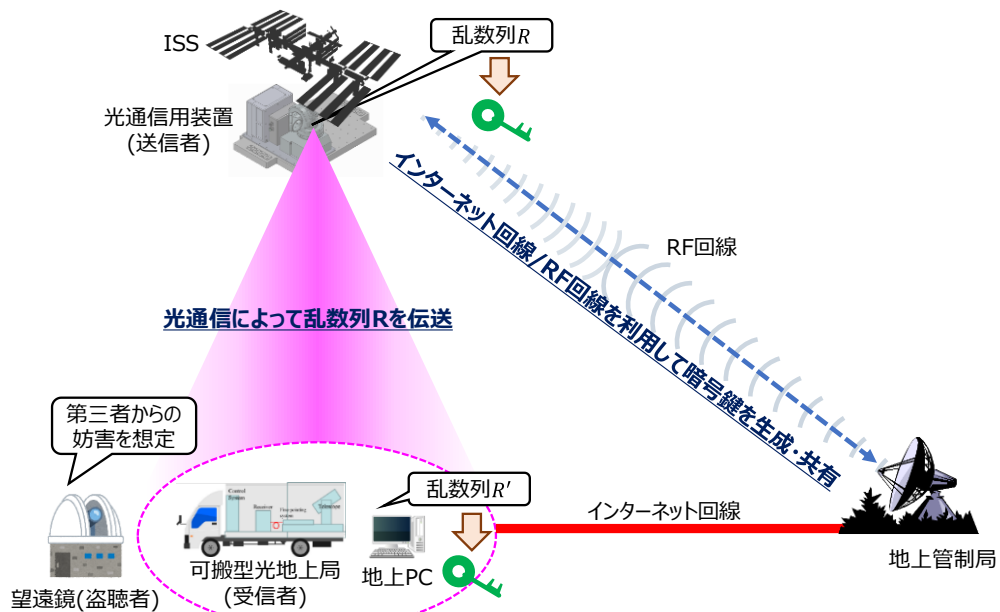 ISS
乱数列R
光通信用装置
(送信者)
インターネット回線/RF回線を利用して暗号鍵を生成・共有
RF回線
光通信によって乱数列Rを伝送
第三者からの
妨害を想定
Control
System
Receiver
Telescope
乱数列R′
インターネット回線
望遠鏡(盗聴者)
可搬型光地上局
(受信者)
地上PC
地上管制局